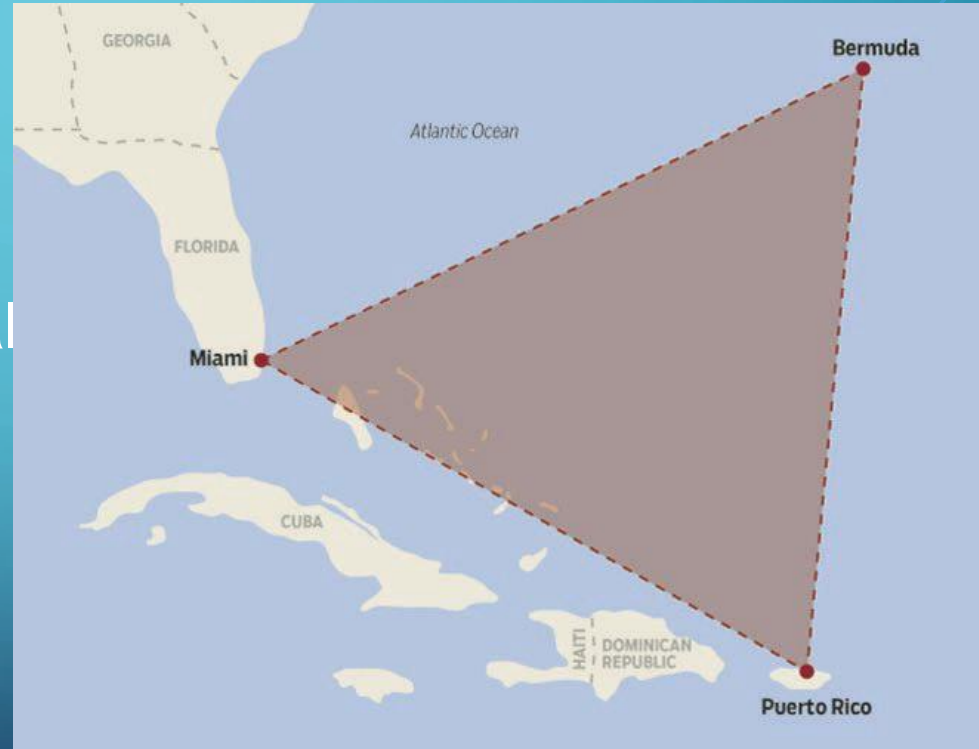 GEORGIA
Bermuda
Atlantic Ocean
FLORIDA
Miami
CUBA
HAITI
DOMINICAN
REPUBLIC
Puerto Rico